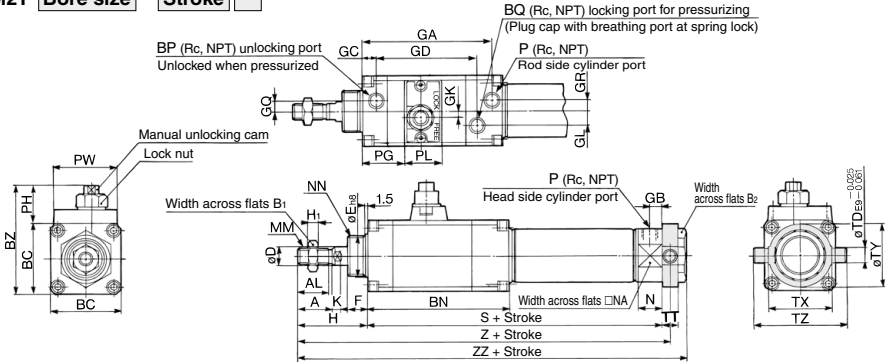 Bore size
Stroke
BQ (Rc, NPT) locking port for pressurizing
(Plug cap with breathing port at spring lock)
GA
BP (Rc, NPT) unlocking port
Unlocked when pressurized
GC
GD
P (Rc, NPT)
Rod side cylinder port
GQ
GK
LOCK
FREE
GR
GL
PG
PL
Manual unlocking cam
Lock nut
PW
PH
BZ
BC
BC
Width across flats B1
NN
øEh8
1.5
H1
MM
øD
AL
A
K
F
H
BN
P (Rc, NPT)
Head side cylinder port
GB
Width
across flats B2
Width across flats □NA
N
S + Stroke
TT
Z + Stroke
ZZ + Stroke
øTDE9 −0.025 −0.061
øTY
TX
TZ